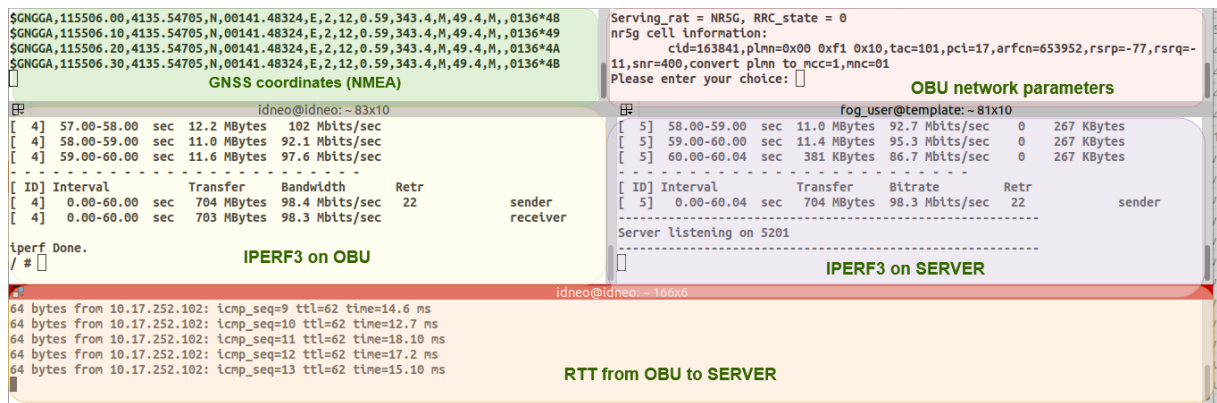 $GNGGA,115506.00,4135.54705,N,00141.48324,E,2,12,0.59,343.4,M,49.4,M,,0136*48
$GNGGA,115506.10,4135.54705,N,00141.48324,E,2,12,0.59,343.4,M,49.4,M,,0136*49
$GNGGA,115506.20,4135.54705,N,00141.48324,E,2,12,0.59,343.4,M,49.4,M,,0136*4A
$GNGGA,115506.30,4135.54705,N,00141.48324,E,2,12,0.59,343.4,M,49.4,M,,0136*4B
GNSS coordinates (NMEA)
Serving_rat = NR5G, RRC_state = 0
nr5g cell information:
cid=163841,plmn=0x00 0xf1 0x10,tac=101,pci=17,arfcn=653952,rsrp=-77,rsrq=-
11,snr=400,convert plmn to mcc=1,mnc=01
Please enter your choice:
OBU network parameters
idneo@idneo: ~ 83x10
[  4]  57.00-58.00  sec  12.2 MBytes   102 Mbits/sec
[  4]  58.00-59.00  sec  11.0 MBytes  92.1 Mbits/sec
[  4]  59.00-60.00  sec  11.6 MBytes  97.6 Mbits/sec
- - - - - - - - - - - - - - - - - - - - - - - - -
[ ID] Interval           Transfer     Bandwidth       Retr
[  4]   0.00-60.00  sec   704 MBytes  98.4 Mbits/sec   22             sender
[  4]   0.00-60.00  sec   703 MBytes  98.3 Mbits/sec                  receiver
iperf Done.
/ #
IPERF3 on OBU
fog_user@template: ~ 81x10
[  5]  58.00-59.00  sec  11.0 MBytes  92.7 Mbits/sec    0    267 KBytes
[  5]  59.00-60.00  sec  11.4 MBytes  95.3 Mbits/sec    0    267 KBytes
[  5]  60.00-60.04  sec   381 KBytes  86.7 Mbits/sec    0    267 KBytes
- - - - - - - - - - - - - - - - - - - - - - - - -
[ ID] Interval           Transfer     Bitrate         Retr
[  5]   0.00-60.04  sec   704 MBytes  98.3 Mbits/sec   22             sender
-----------------------------------------------------------
Server listening on 5201
-----------------------------------------------------------
IPERF3 on SERVER
idneo@idneo: ~ 166x6
64 bytes from 10.17.252.102: icmp_seq=9 ttl=62 time=14.6 ms
64 bytes from 10.17.252.102: icmp_seq=10 ttl=62 time=12.7 ms
64 bytes from 10.17.252.102: icmp_seq=11 ttl=62 time=18.10 ms
64 bytes from 10.17.252.102: icmp_seq=12 ttl=62 time=17.2 ms
64 bytes from 10.17.252.102: icmp_seq=13 ttl=62 time=15.10 ms
RTT from OBU to SERVER